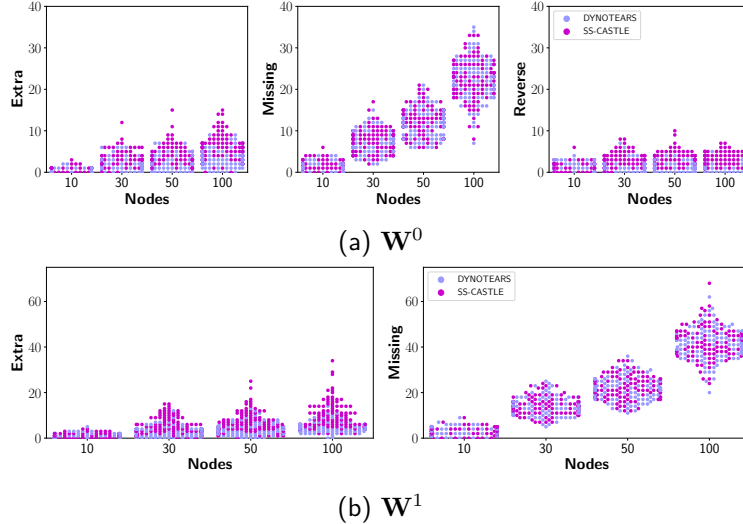 40
30
20
10
0
Extra
10
30
50
100
Nodes
40
30
20
10
0
Missing
10
30
50
100
Nodes
40
30
20
10
0
Reverse
DYNOTEARS
SS-CASTLE
10
30
50
100
Nodes
(a) W⁰
60
40
20
0
Extra
10
30
50
100
Nodes
60
40
20
0
Missing
DYNOTEARS
SS-CASTLE
10
30
50
100
Nodes
(b) W¹